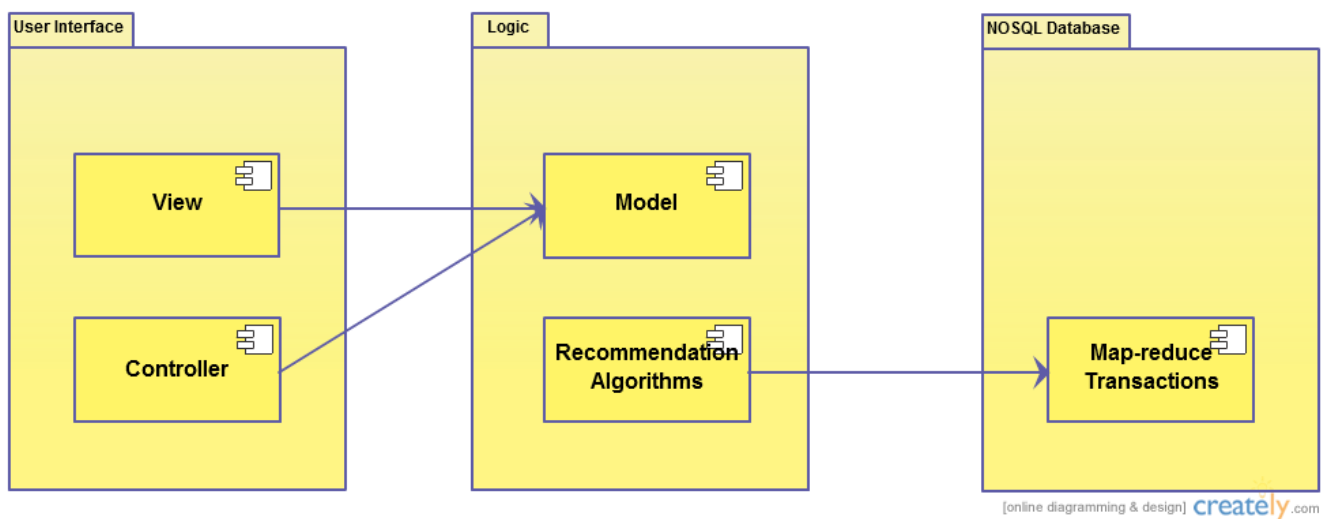 User Interface
Logic
NOSQL Database
View
Model
Controller
Recommendation
Algorithms
Map-reduce
Transactions
[online diagramming & design] creately.com